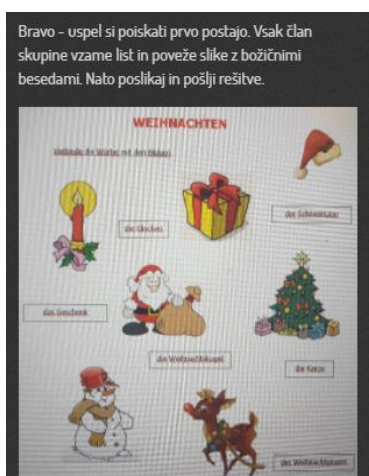 Bravo - uspel si poiskati prvo postajo. Vsak član
skupine vzame list in poveže slike z božičnimi
besedami. Nato poslikaj in pošlji rešitve.
WEIHNACHTEN
Verbinde die Wörter mit den Bildern
der Schneemann
die Glocken
das Geschenk
die Weihnachtskugel
die Kerze
der Weihnachtsmann